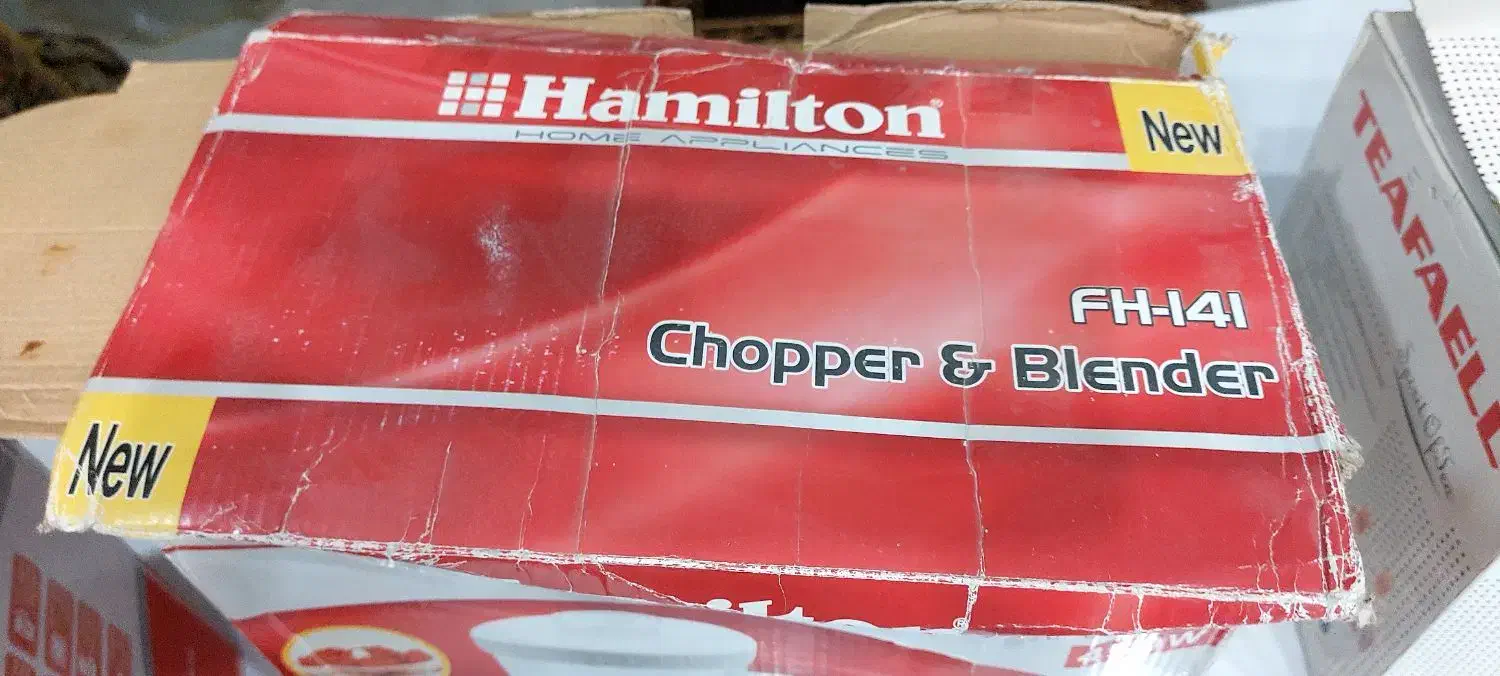 Hamilton®
HOME APPLIANCES
New
FH-141
Chopper & Blender
New
TEAFAELL